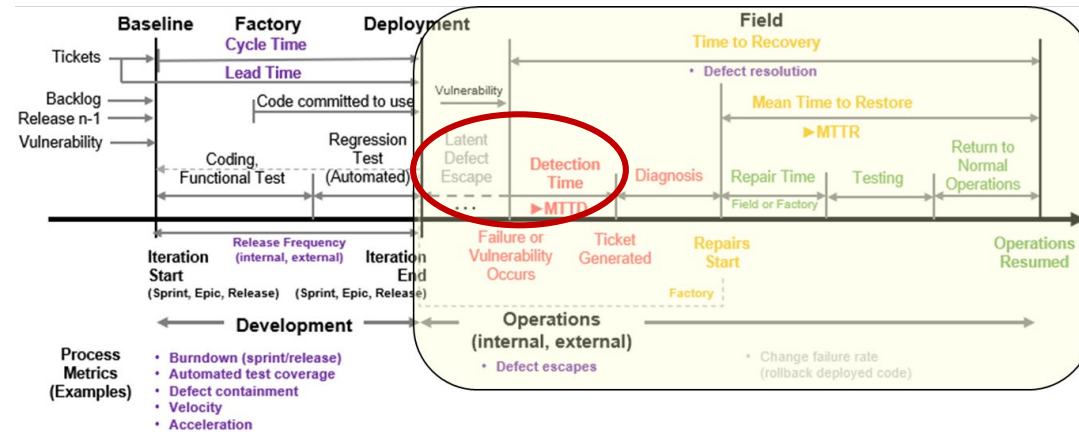 Baseline
Factory
Deployment
Field
Tickets
Cycle Time
Time to Recovery
Lead Time
• Defect resolution
Backlog
Code committed to use
Vulnerability
Mean Time to Restore
Release n-1
►MTTR
Vulnerability
Regression
Test
(Automated)
Latent
Defect
Escape
Return to
Normal
Operations
Coding,
Functional Test
Detection
Time
Diagnosis
Repair Time
Testing
...
►MTTD
Field or Factory
Release Frequency
(internal, external)
Failure or
Vulnerability
Occurs
Ticket
Generated
Repairs
Start
Operations
Resumed
Iteration
Start
(Sprint, Epic, Release)
Iteration
End
(Sprint, Epic, Release)
Factory
Development
Operations
(internal, external)
Process
Metrics
(Examples)
• Burndown (sprint/release)
• Automated test coverage
• Defect containment
• Velocity
• Acceleration
• Defect escapes
• Change failure rate
(rollback deployed code)